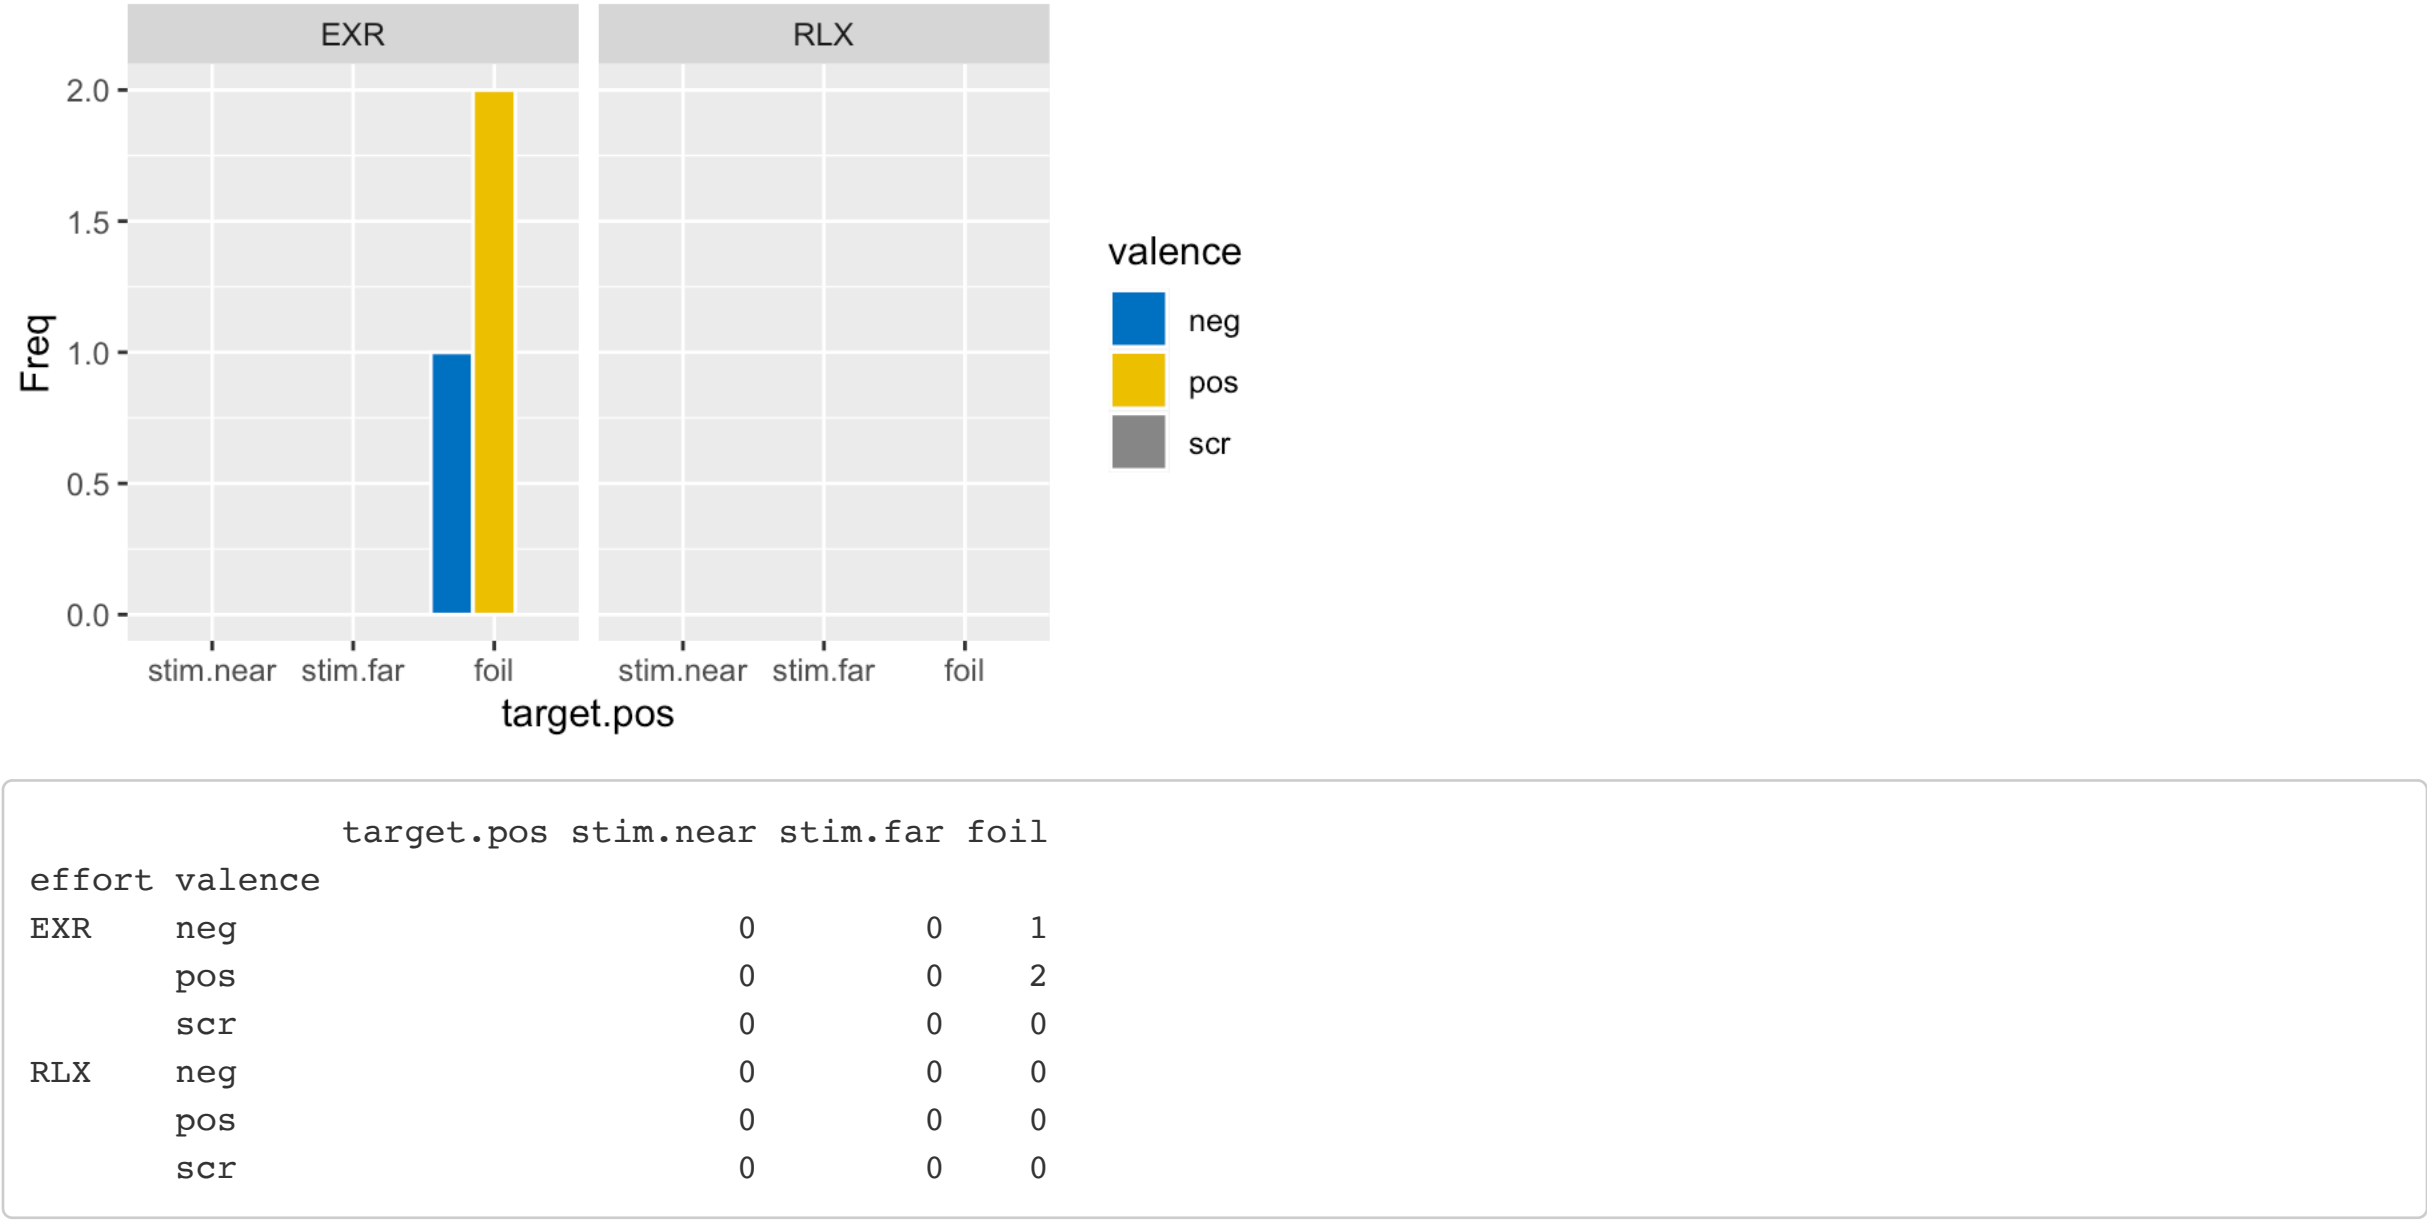 EXR RLX
2.0
1.5
1.0
0.5
0.0
Freq
stim.near stim.far foil stim.near stim.far foil
target.pos
valence
neg
pos
scr
target.pos stim.near stim.far foil
effort valence
EXR neg 0 0 1
pos 0 0 2
scr 0 0 0
RLX neg 0 0 0
pos 0 0 0
scr 0 0 0